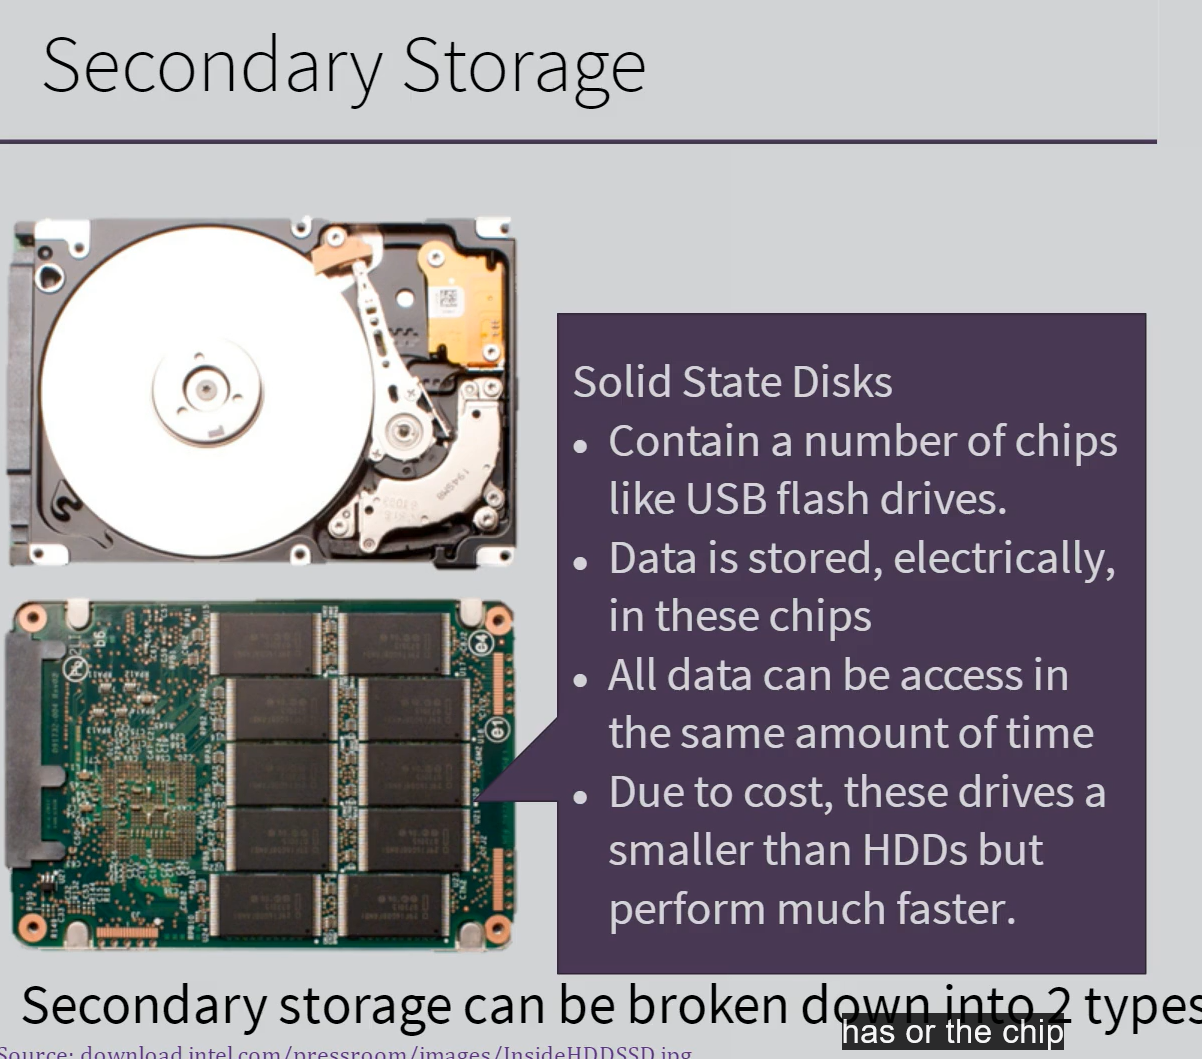 Secondary Storage
Solid State Disks
• Contain a number of chips
like USB flash drives.
• Data is stored, electrically,
in these chips
• All data can be access in
the same amount of time
• Due to cost, these drives a
smaller than HDDs but
perform much faster.
Secondary storage can be broken down into 2 types
has or the chip
Source: download.intel.com/pressroom/images/InsideHDDSSD.jpg